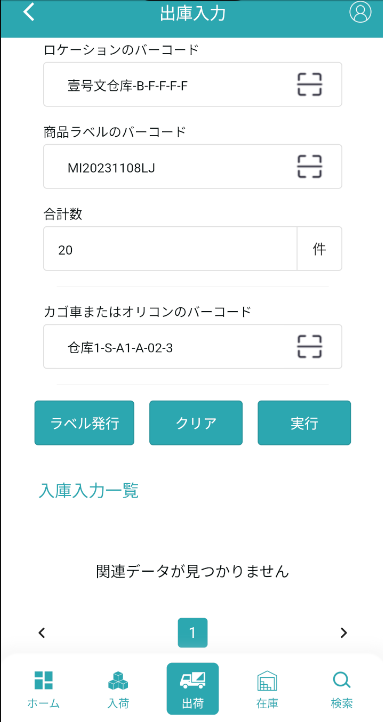 出庫入力
ロケーションのバーコード
壹号文仓库-B-F-F-F-F
商品ラベルのバーコード
MI20231108LJ
合計数
20 件
カゴ車またはオリコンのバーコード
仓库1-S-A1-A-02-3
ラベル発行 クリア 実行
入庫入力一覧
関連データが見つかりません
1
ホーム 入荷 出荷 在庫 検索